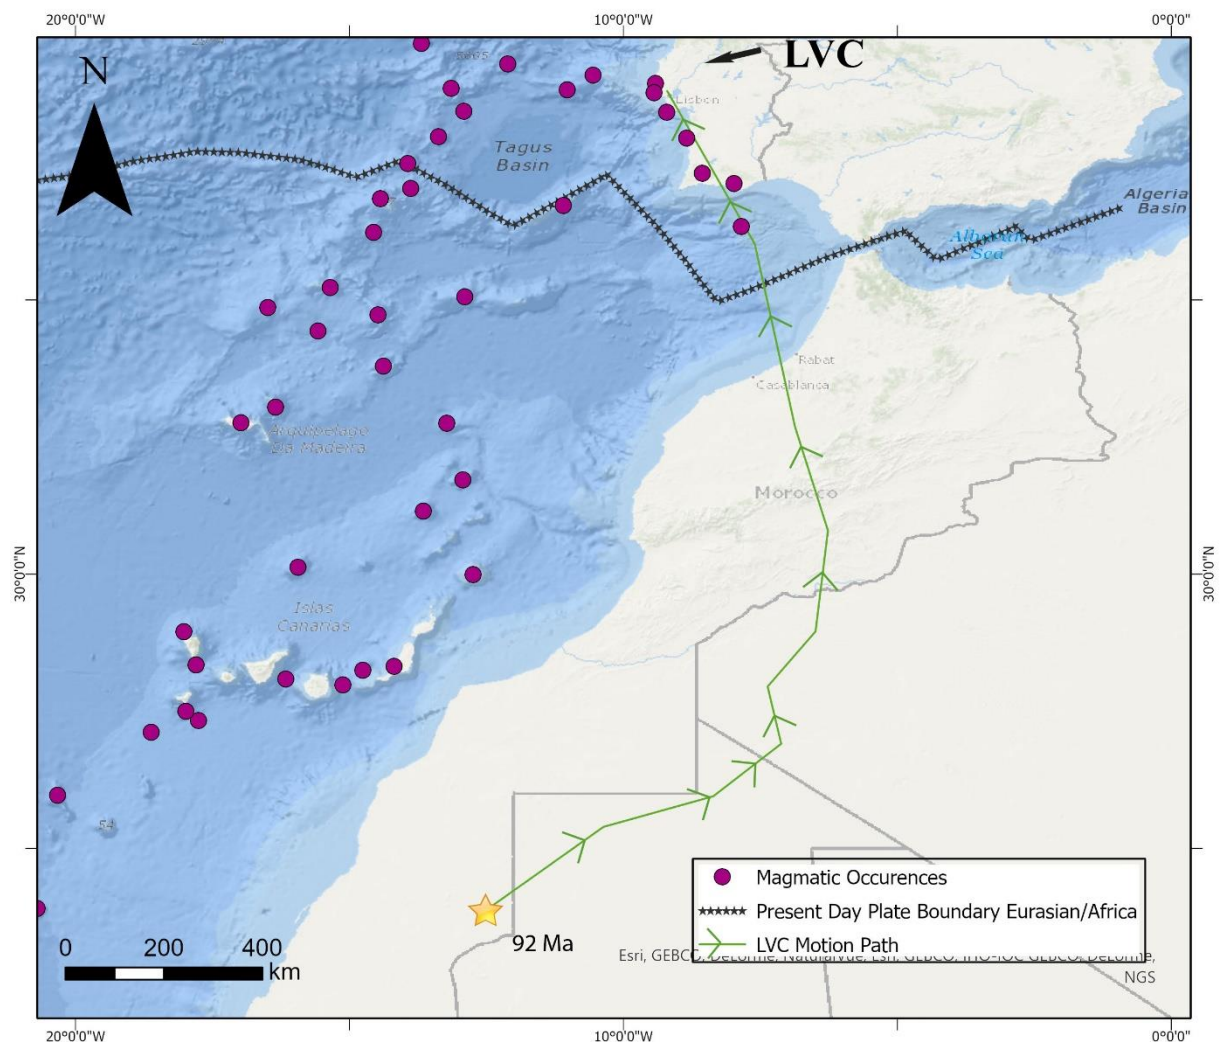 20°0'0"W
10°0'0"W
0°0'0"E
LVC
N
Lisbon
Tagus
Basin
Algeria
Basin
Alboran
Sea
Rabat
Casablanca
Arquipelago
Da Madeira
Morocco
30°0'0"N
30°0'0"N
Islas
Canarias
54
Magmatic Occurences
Present Day Plate Boundary Eurasian/Africa
LVC Motion Path
92 Ma
0 200 400
km
Esri, GEBCO, DeLorme, NaturalVue, Esri, GEBCO, IHO-IOC GEBCO, DeLorme,
NGS
20°0'0"W
10°0'0"W
0°0'0"E